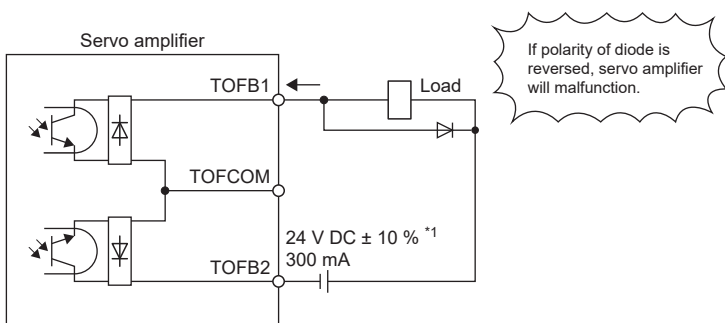 Servo amplifier
If polarity of diode is
reversed, servo amplifier
will malfunction.
TOFB1
Load
TOFCOM
24 V DC ± 10 % *1
300 mA
TOFB2